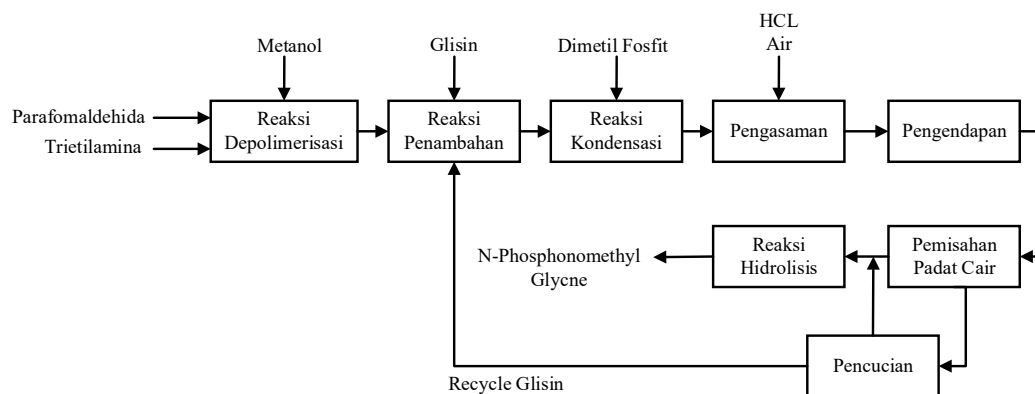 Metanol
Glisin
Dimetil Fosfit
HCL
Air
Parafomaldehida
Trietilamina
Reaksi
Depolimerisasi
Reaksi
Penambahan
Reaksi
Kondensasi
Pengasaman
Pengendapan
N-Phosphonomethyl
Glycne
Reaksi
Hidrolisis
Pemisahan
Padat Cair
Pencucian
Recycle Glisin